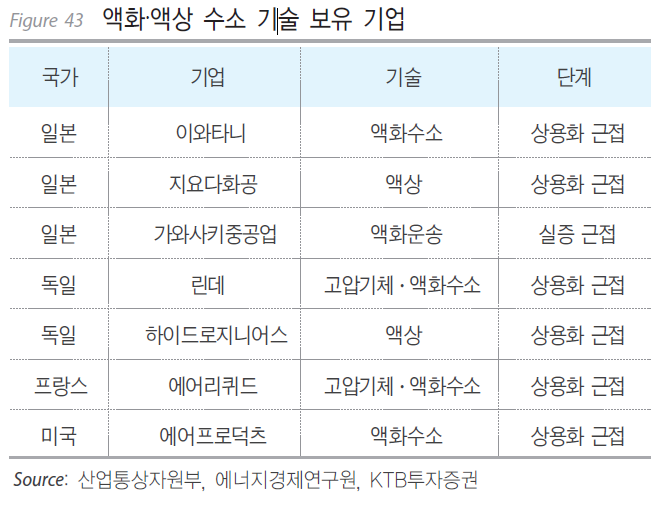 Figure 43 액화·액상 수소 기술 보유 기업
국가 기업 기술 단계
일본 이와타니 액화수소 상용화 근접
일본 지요다화공 액상 상용화 근접
일본 가와사키중공업 액화운송 실증 근접
독일 린데 고압기체·액화수소 상용화 근접
독일 하이드로지니어스 액상 상용화 근접
프랑스 에어리퀴드 고압기체·액화수소 상용화 근접
미국 에어프로덕츠 액화수소 상용화 근접
Source: 산업통상자원부, 에너지경제연구원, KTB투자증권